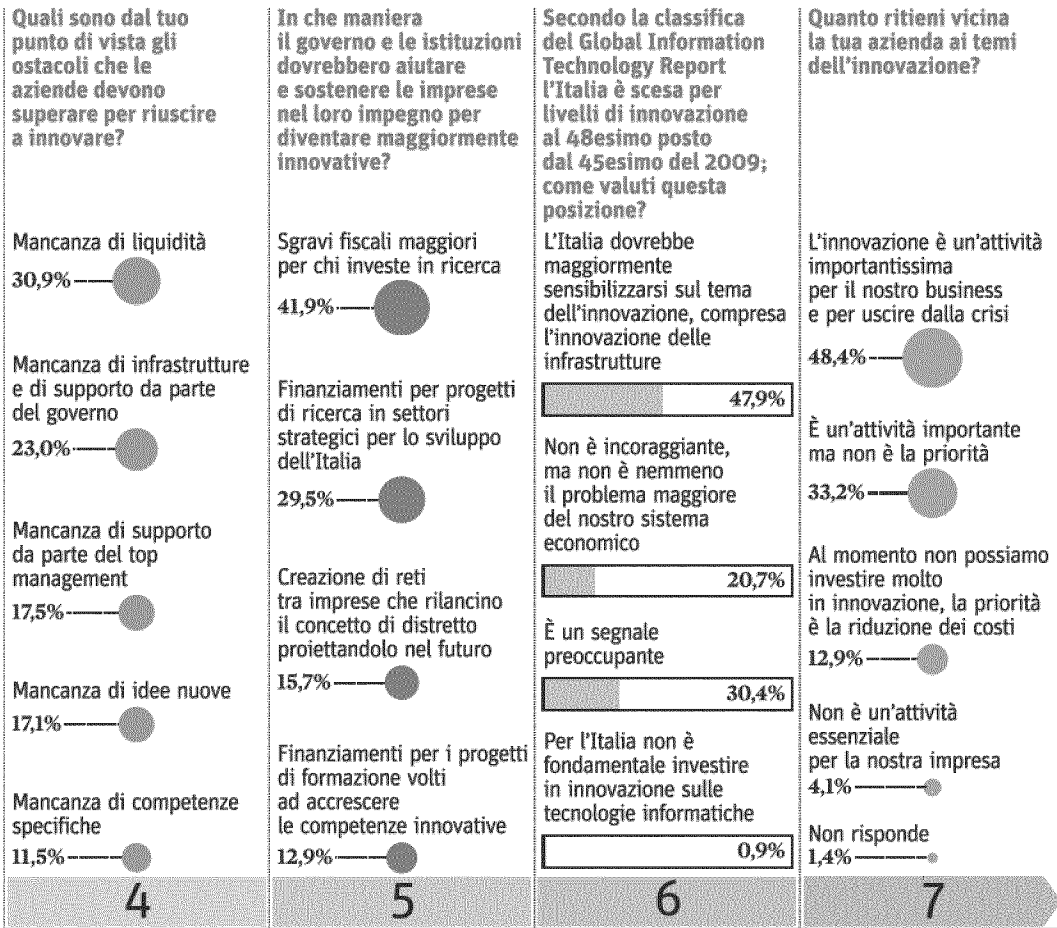 Quali sono dal tuo
punto di vista gli
ostacoli che le
aziende devono
superare per riuscire
a innovare?
Mancanza di liquidità
30,9%
Mancanza di infrastrutture
e di supporto da parte
del governo
23,0%
Mancanza di supporto
da parte del top
management
17,5%
Mancanza di idee nuove
17,1%
Mancanza di competenze
specifiche
11,5%
4
In che maniera
il governo e le istituzioni
dovrebbero aiutare
e sostenere le imprese
nel loro impegno per
diventare maggiormente
innovative?
Sgravi fiscali maggiori
per chi investe in ricerca
41,9%
Finanziamenti per progetti
di ricerca in settori
strategici per lo sviluppo
dell'Italia
29,5%
Creazione di reti
tra imprese che rilancino
il concetto di distretto
proiettandolo nel futuro
15,7%
Finanziamenti per i progetti
di formazione volti
ad accrescere
le competenze innovative
12,9%
5
Secondo la classifica
del Global Information
Technology Report
l'Italia è scesa per
livelli di innovazione
al 48esimo posto
dal 45esimo del 2009;
come valuti questa
posizione?
L'Italia dovrebbe
maggiormente
sensibilizzarsi sul tema
dell'innovazione, compresa
l'innovazione delle
infrastrutture
47,9%
Non è incoraggiante,
ma non è nemmeno
il problema maggiore
del nostro sistema
economico
20,7%
È un segnale
preoccupante
30,4%
Per l'Italia non è
fondamentale investire
in innovazione sulle
tecnologie informatiche
0,9%
6
Quanto ritieni vicina
la tua azienda ai temi
dell'innovazione?
L'innovazione è un'attività
importantissima
per il nostro business
e per uscire dalla crisi
48,4%
È un'attività importante
ma non è la priorità
33,2%
Al momento non possiamo
investire molto
in innovazione, la priorità
è la riduzione dei costi
12,9%
Non è un'attività
essenziale
per la nostra impresa
4,1%
Non risponde
1,4%
7